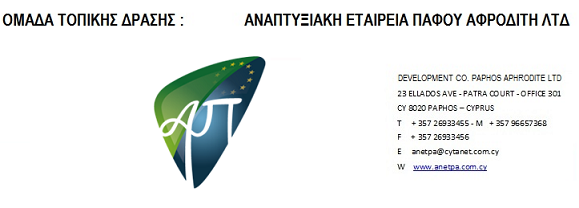 ΟΜΑΔΑ ΤΟΠΙΚΗΣ ΔΡΑΣΗΣ : ΑΝΑΠΤΥΞΙΑΚΗ ΕΤΑΙΡΕΙΑ ΠΑΦΟΥ ΑΦΡΟΔΙΤΗ ΛΤΔ
ΑΠ
DEVELOPMENT CO. PAPHOS APHRODITE LTD
23 ELLADOS AVE - PATRA COURT - OFFICE 301
CY 8020 PAPHOS – CYPRUS
T + 357 26933455 - M + 357 96657368
F + 357 26933456
E anetpa@cytanet.com.cy
W www.anetpa.com.cy